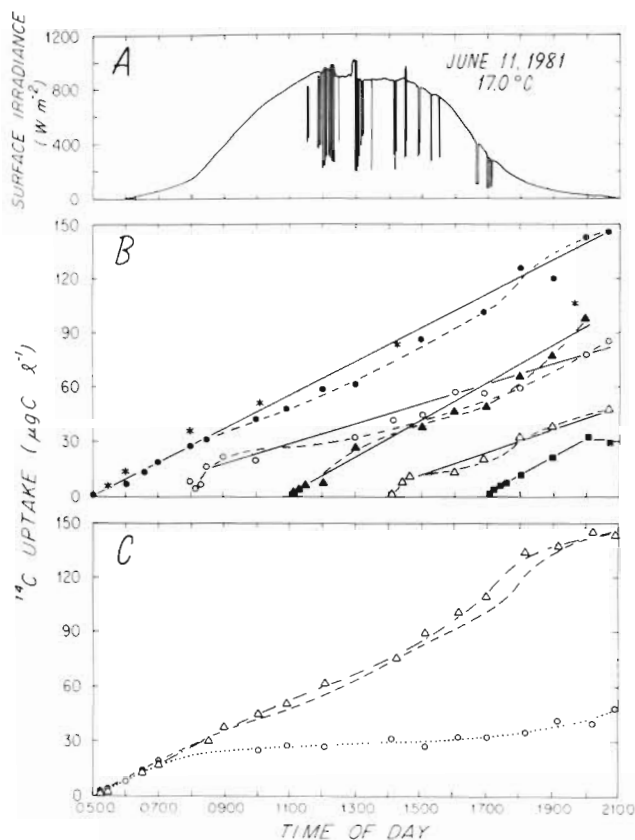 A
JUNE 11, 1981
17.0°C
SURFACE IRRADIANCE
(W m⁻²)
1200
800
400
0
B
150
120
90
60
30
0
¹⁴C UPTAKE (µgC ℓ⁻¹)
C
150
120
90
60
30
0
0500 0700 0900 1100 1300 1500 1700 1900 2100
TIME OF DAY